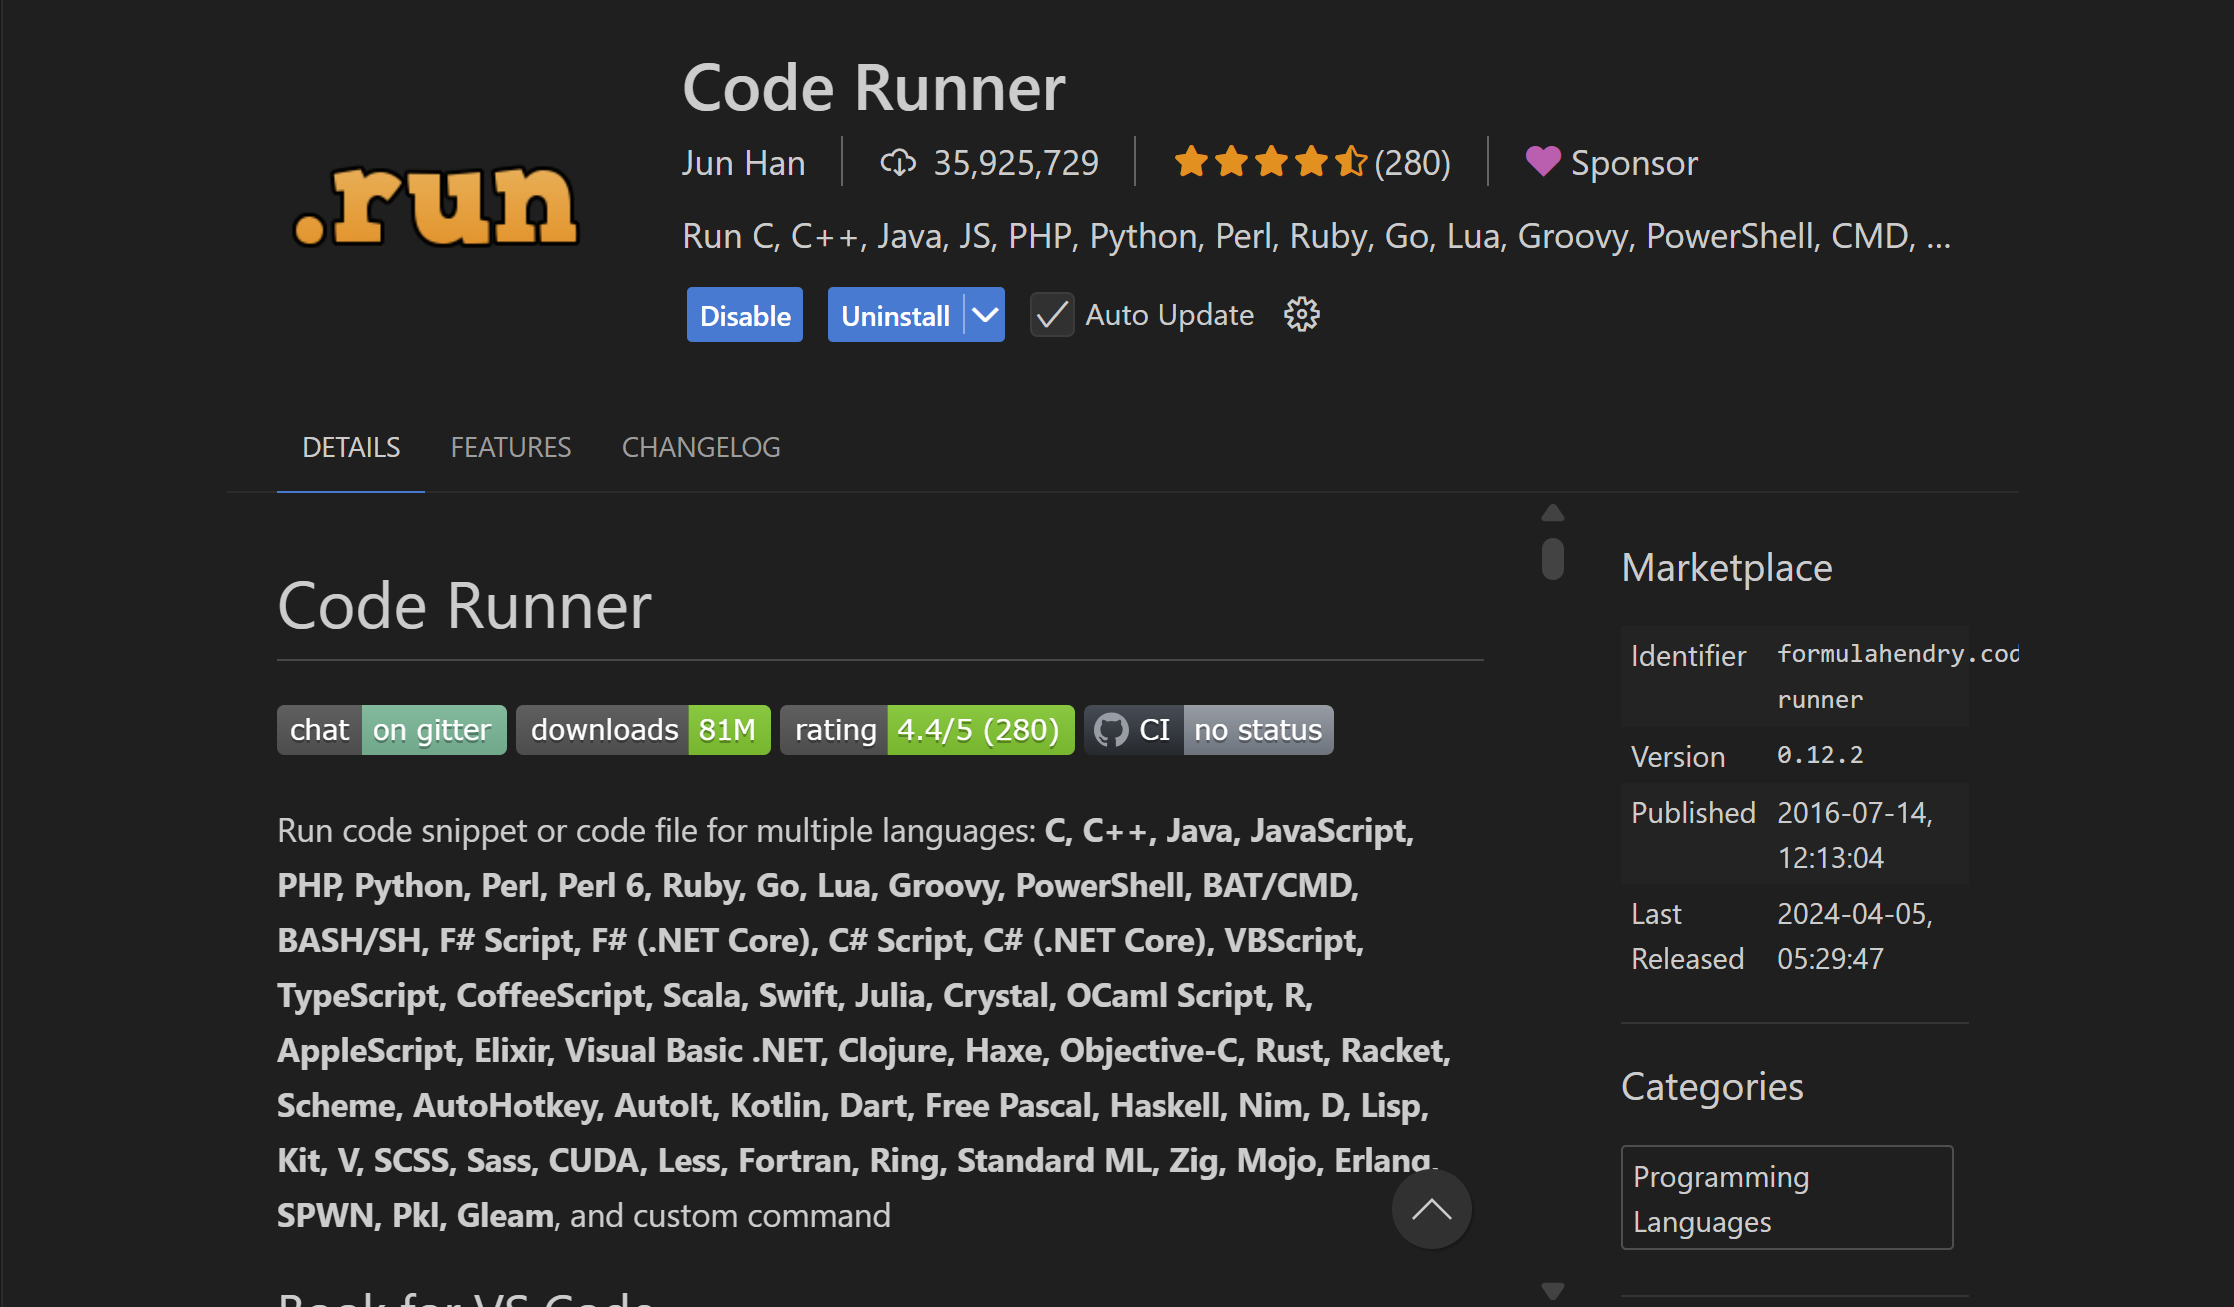 Code Runner
.run
Jun Han 35,925,729 (280) Sponsor
Run C, C++, Java, JS, PHP, Python, Perl, Ruby, Go, Lua, Groovy, PowerShell, CMD, ...
Disable Uninstall Auto Update
DETAILS FEATURES CHANGELOG
Code Runner
chat on gitter downloads 81M rating 4.4/5 (280) CI no status
Run code snippet or code file for multiple languages: C, C++, Java, JavaScript,
PHP, Python, Perl, Perl 6, Ruby, Go, Lua, Groovy, PowerShell, BAT/CMD,
BASH/SH, F# Script, F# (.NET Core), C# Script, C# (.NET Core), VBScript,
TypeScript, CoffeeScript, Scala, Swift, Julia, Crystal, OCaml Script, R,
AppleScript, Elixir, Visual Basic .NET, Clojure, Haxe, Objective-C, Rust, Racket,
Scheme, AutoHotkey, AutoIt, Kotlin, Dart, Free Pascal, Haskell, Nim, D, Lisp,
Kit, V, SCSS, Sass, CUDA, Less, Fortran, Ring, Standard ML, Zig, Mojo, Erlang,
SPWN, Pkl, Gleam, and custom command
Book for VS Code
Marketplace
Identifier formulahendry.cod
runner
Version 0.12.2
Published 2016-07-14,
12:13:04
Last 2024-04-05,
Released 05:29:47
Categories
Programming
Languages